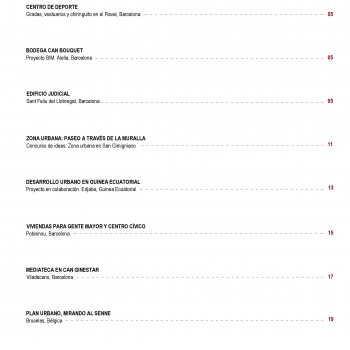 CENTRO DE DEPORTE
Gradas, vestuarios y chiringuito en el Raval, Barcelona 05
BODEGA CAN BOUQUET
Proyecto BIM. Alella, Barcelona 05
EDIFICIO JUDICIAL
Sant Feliu del Llobregat, Barcelona 05
ZONA URBANA: PASEO A TRAVÉS DE LA MURALLA
Concurso de ideas: Zona urbana en San Gimigniano 11
DESARROLLO URBANO EN GUINEA ECUATORIAL
Proyecto en colaboración. Edjabe, Guinea Ecuatorial 13
VIVIENDAS PARA GENTE MAYOR Y CENTRO CÍVICO
Poblenou, Barcelona 15
MEDIATECA EN CAN GINESTAR
Viladecans, Barcelona 17
PLAN URBANO, MIRANDO AL SENNE
Bruselas, Bélgica 19